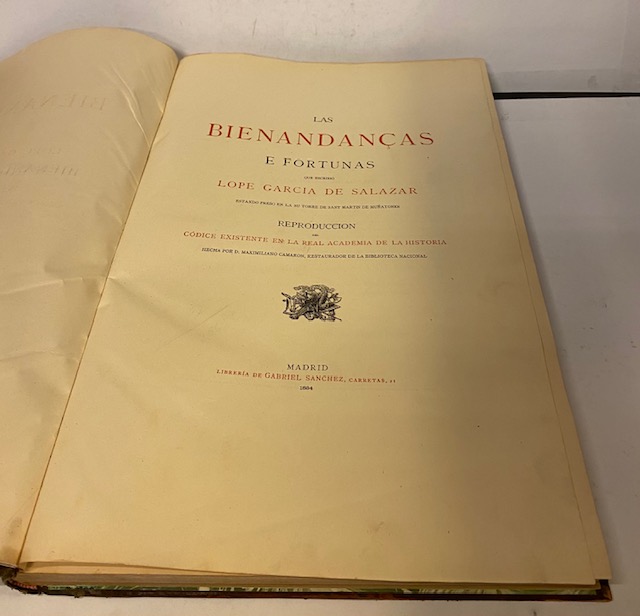 LAS
BIENANDANÇAS
E FORTUNAS
QUE ESCRIBIÓ
LOPE GARCIA DE SALAZAR
ESTANDO PRESO EN LA SU TORRE DE SANT MARTIN DE MUÑATONES
REPRODUCCION
DEL
CÓDICE EXISTENTE EN LA REAL ACADEMIA DE LA HISTORIA
HECHA POR D. MAXIMILIANO CAMARON, RESTAURADOR DE LA BIBLIOTECA NACIONAL
MADRID
LIBRERÍA DE GABRIEL SANCHEZ, CARRETAS, 21
1884